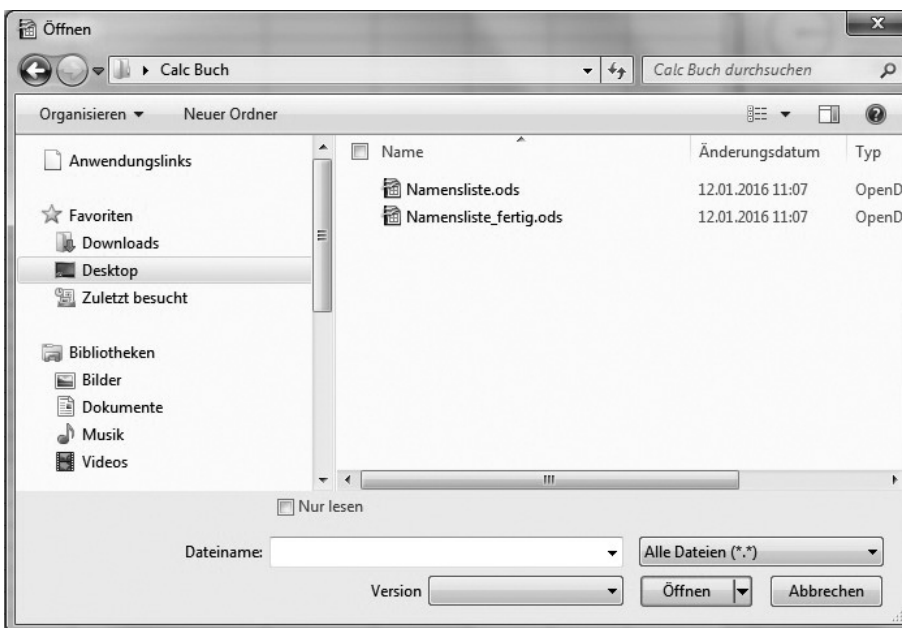 Öffnen
Calc Buch
Calc Buch durchsuchen
Organisieren
Neuer Ordner
Anwendungslinks
Favoriten
Downloads
Desktop
Zuletzt besucht
Bibliotheken
Bilder
Dokumente
Musik
Videos
Name Änderungsdatum Typ
Namensliste.ods 12.01.2016 11:07 OpenD
Namensliste_fertig.ods 12.01.2016 11:07 OpenD
Nur lesen
Dateiname: Alle Dateien (*.*)
Version Öffnen Abbrechen